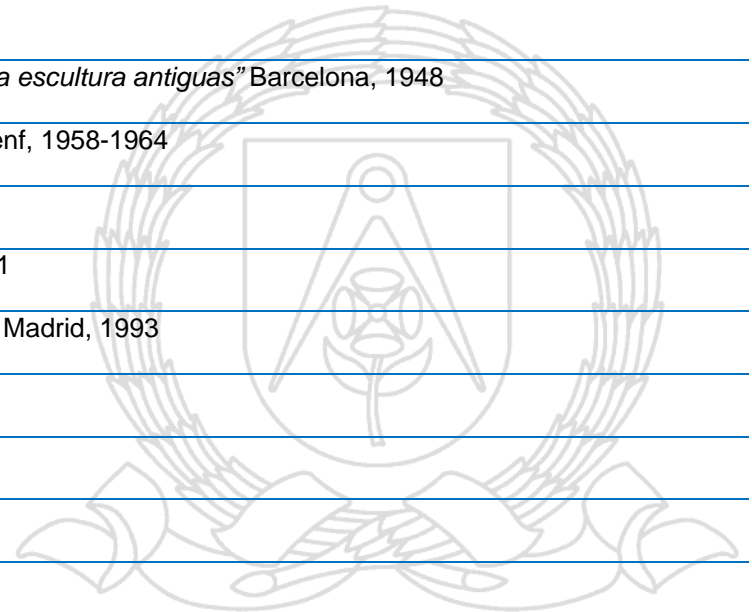 a escultura antiguas” Barcelona, 1948
enf, 1958-1964
1
Madrid, 1993